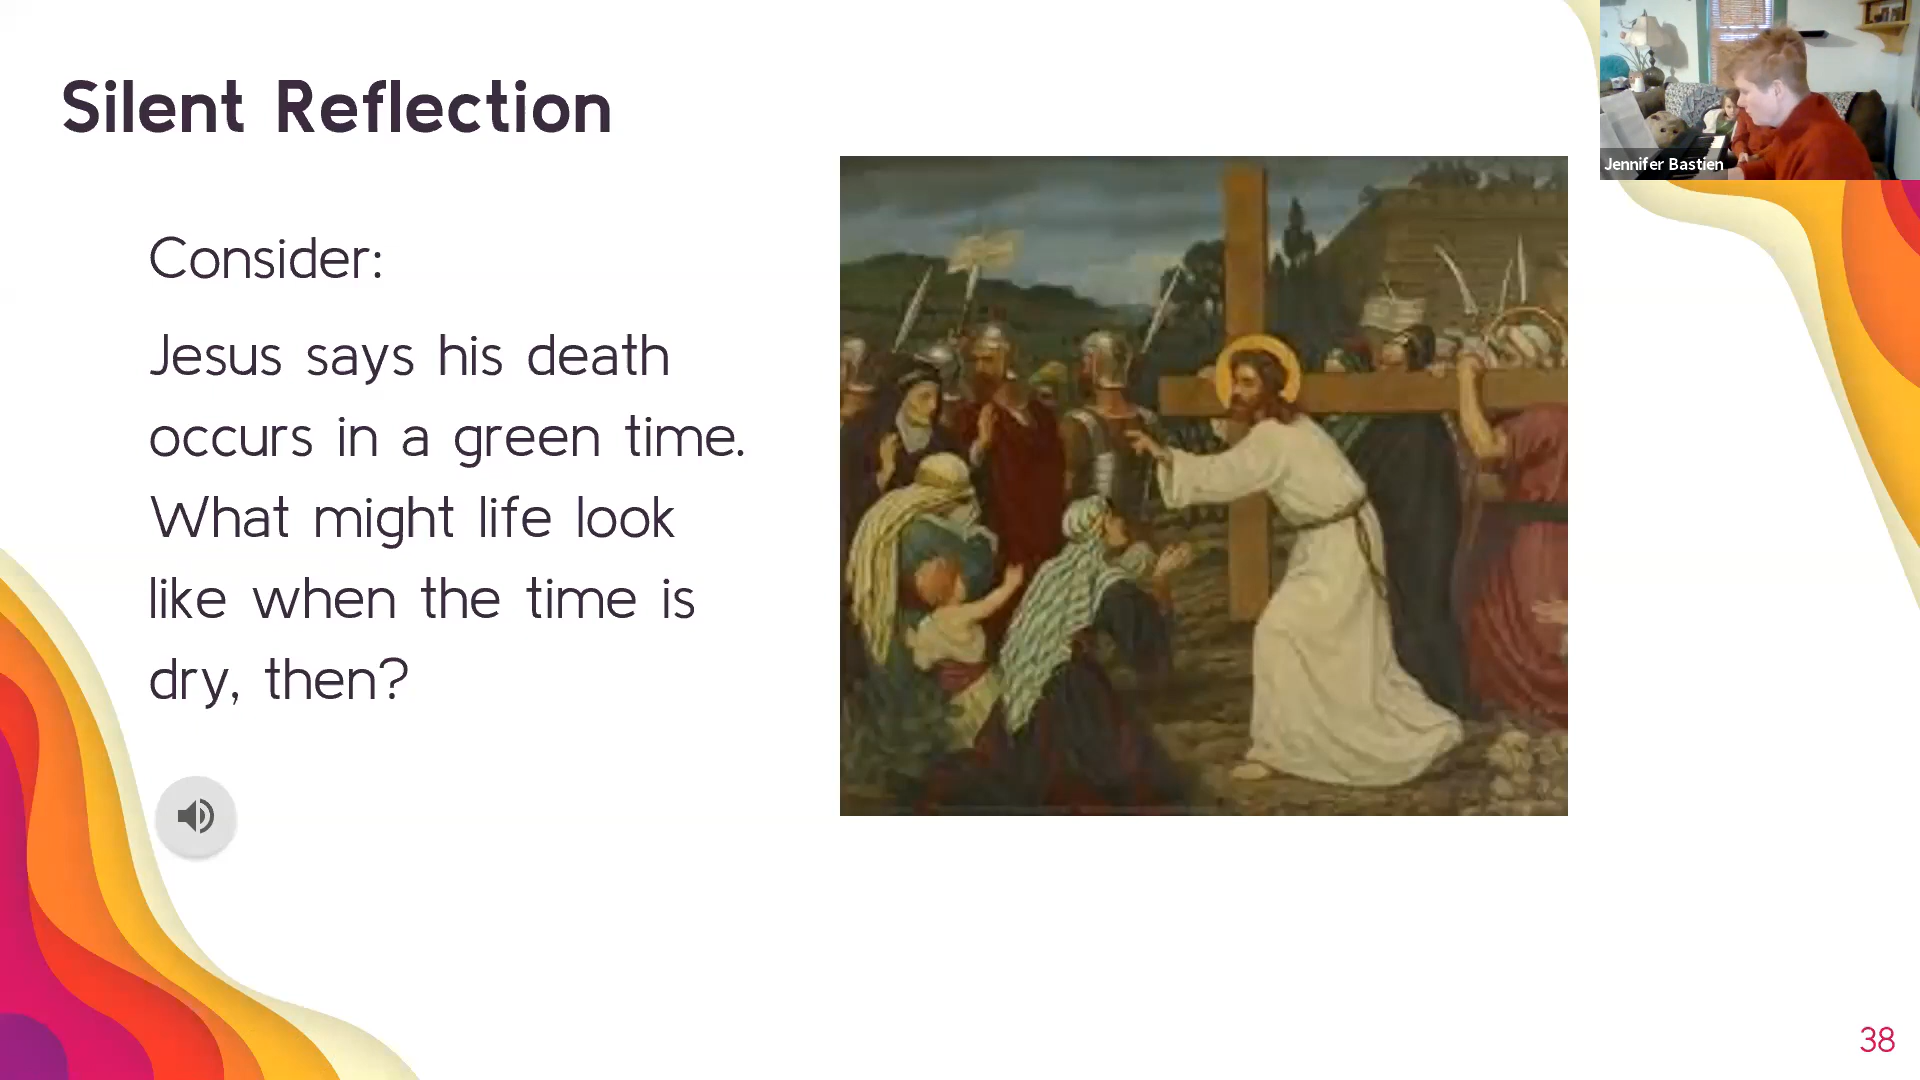 Silent Reflection
Jennifer Bastien
Consider:
Jesus says his death
occurs in a green time.
What might life look
like when the time is
dry, then?
38